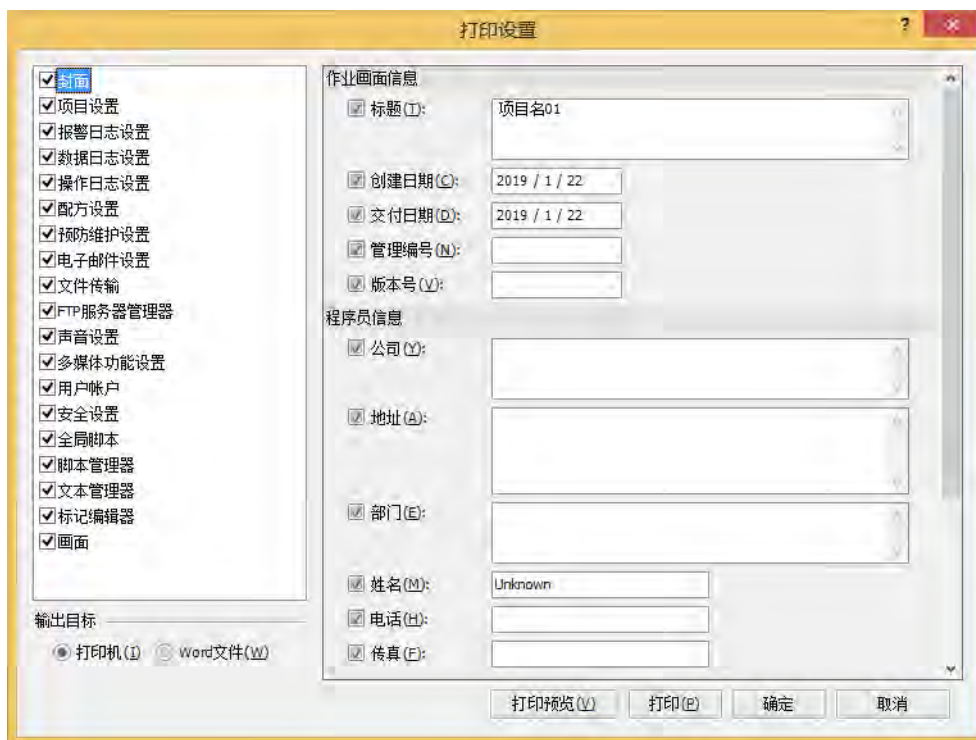 打印设置
?
封面
项目设置
报警日志设置
数据日志设置
操作日志设置
配方设置
预防维护设置
电子邮件设置
文件传输
FTP服务器管理器
声音设置
多媒体功能设置
用户帐户
安全设置
全局脚本
脚本管理器
文本管理器
标记编辑器
画面
输出目标
打印机(I) Word文件(W)
作业画面信息
标题(T): 项目名01
创建日期(C): 2019 / 1 / 22
交付日期(D): 2019 / 1 / 22
管理编号(N):
版本号(V):
程序员信息
公司(Y):
地址(A):
部门(E):
姓名(M): Unknown
电话(H):
传真(F):
打印预览(V) 打印(P) 确定 取消